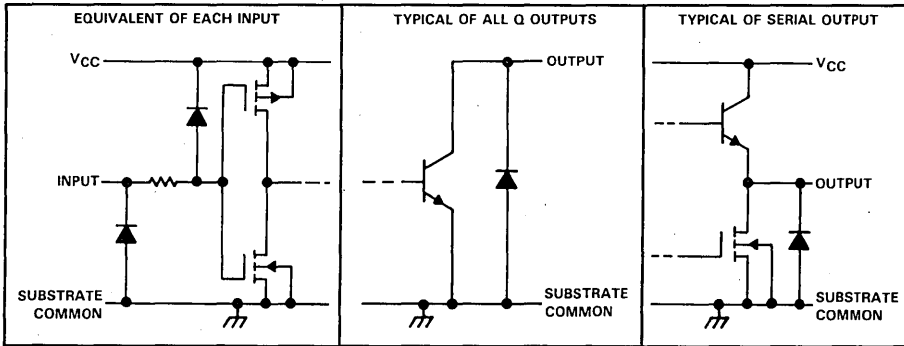 EQUIVALENT OF EACH INPUT
VCC
INPUT
SUBSTRATE
COMMON
TYPICAL OF ALL Q OUTPUTS
OUTPUT
SUBSTRATE
COMMON
TYPICAL OF SERIAL OUTPUT
VCC
OUTPUT
SUBSTRATE
COMMON